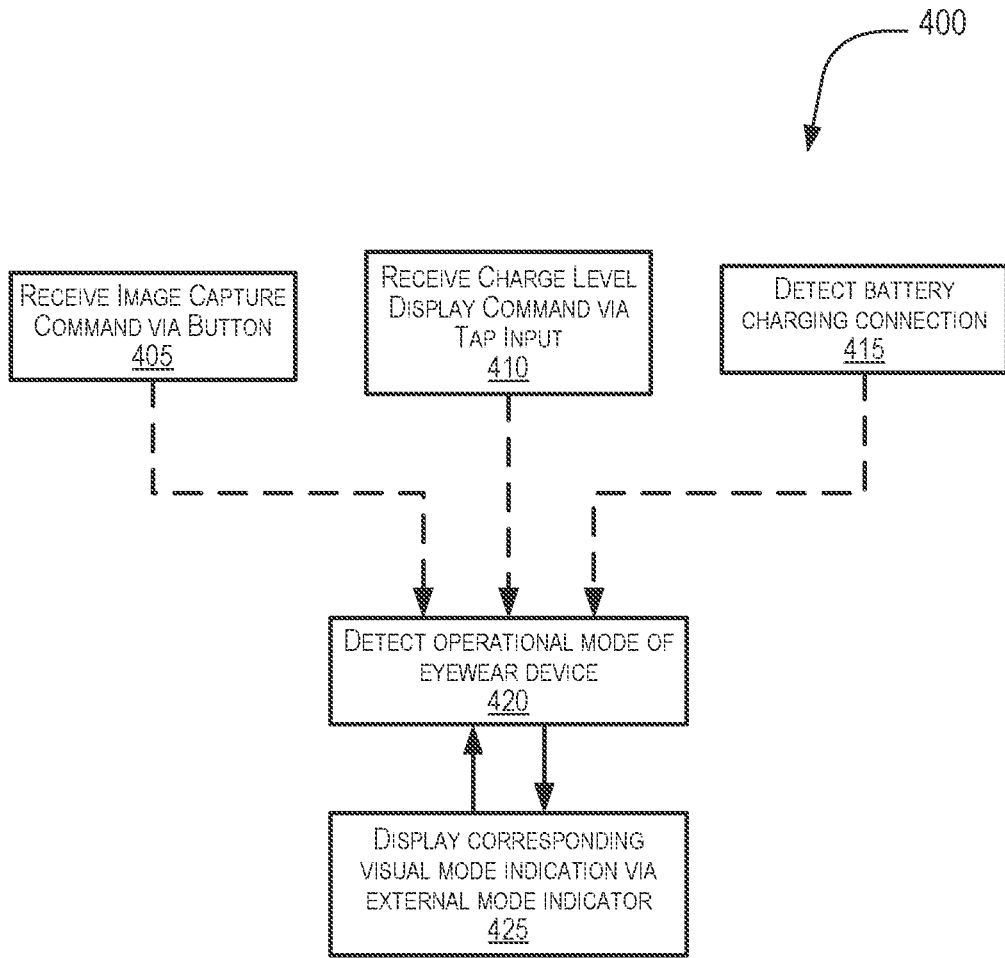 400
RECEIVE IMAGE CAPTURE
COMMAND VIA BUTTON
405
RECEIVE CHARGE LEVEL
DISPLAY COMMAND VIA
TAP INPUT
410
DETECT BATTERY
CHARGING CONNECTION
415
DETECT OPERATIONAL MODE OF
EYEWEAR DEVICE
420
DISPLAY CORRESPONDING
VISUAL MODE INDICATION VIA
EXTERNAL MODE INDICATOR
425